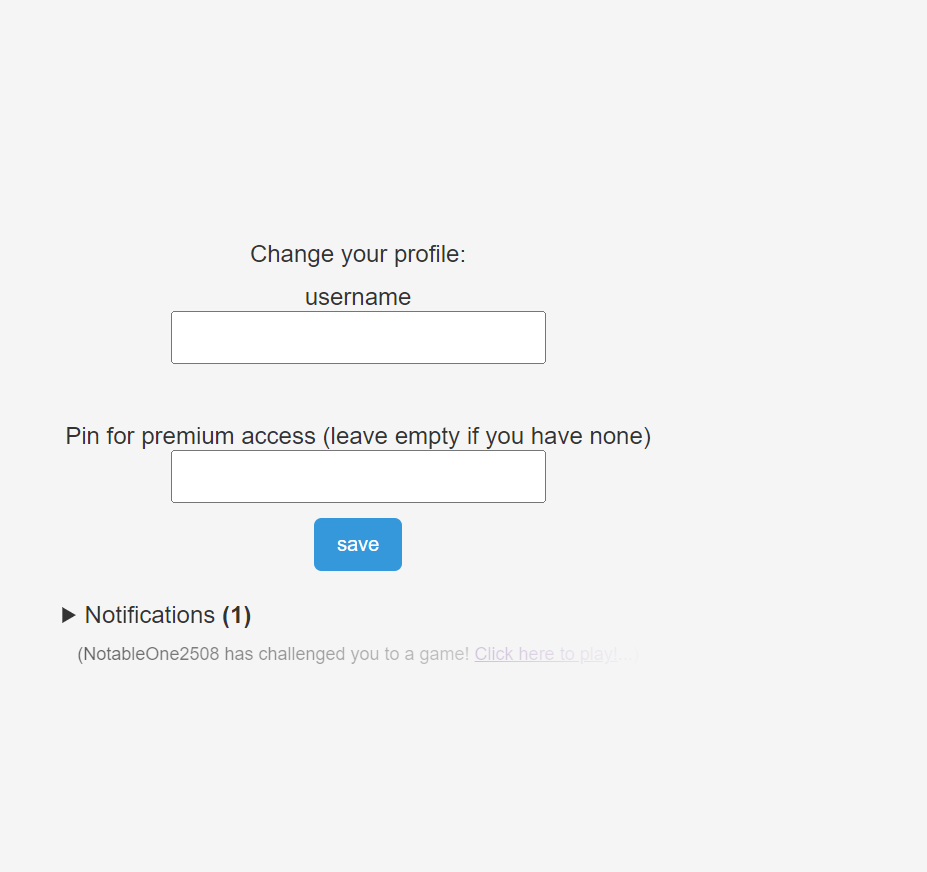 Change your profile:
username
Pin for premium access (leave empty if you have none)
save
▶ Notifications (1)
(NotableOne2508 has challenged you to a game! Click here to play!...)